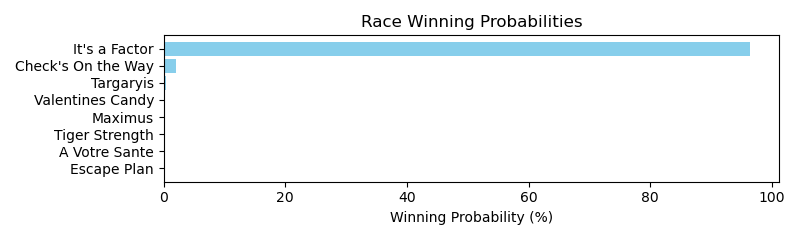 Race Winning Probabilities
It's a Factor
Check's On the Way
Targaryis
Valentines Candy
Maximus
Tiger Strength
A Votre Sante
Escape Plan
0 20 40 60 80 100
Winning Probability (%)